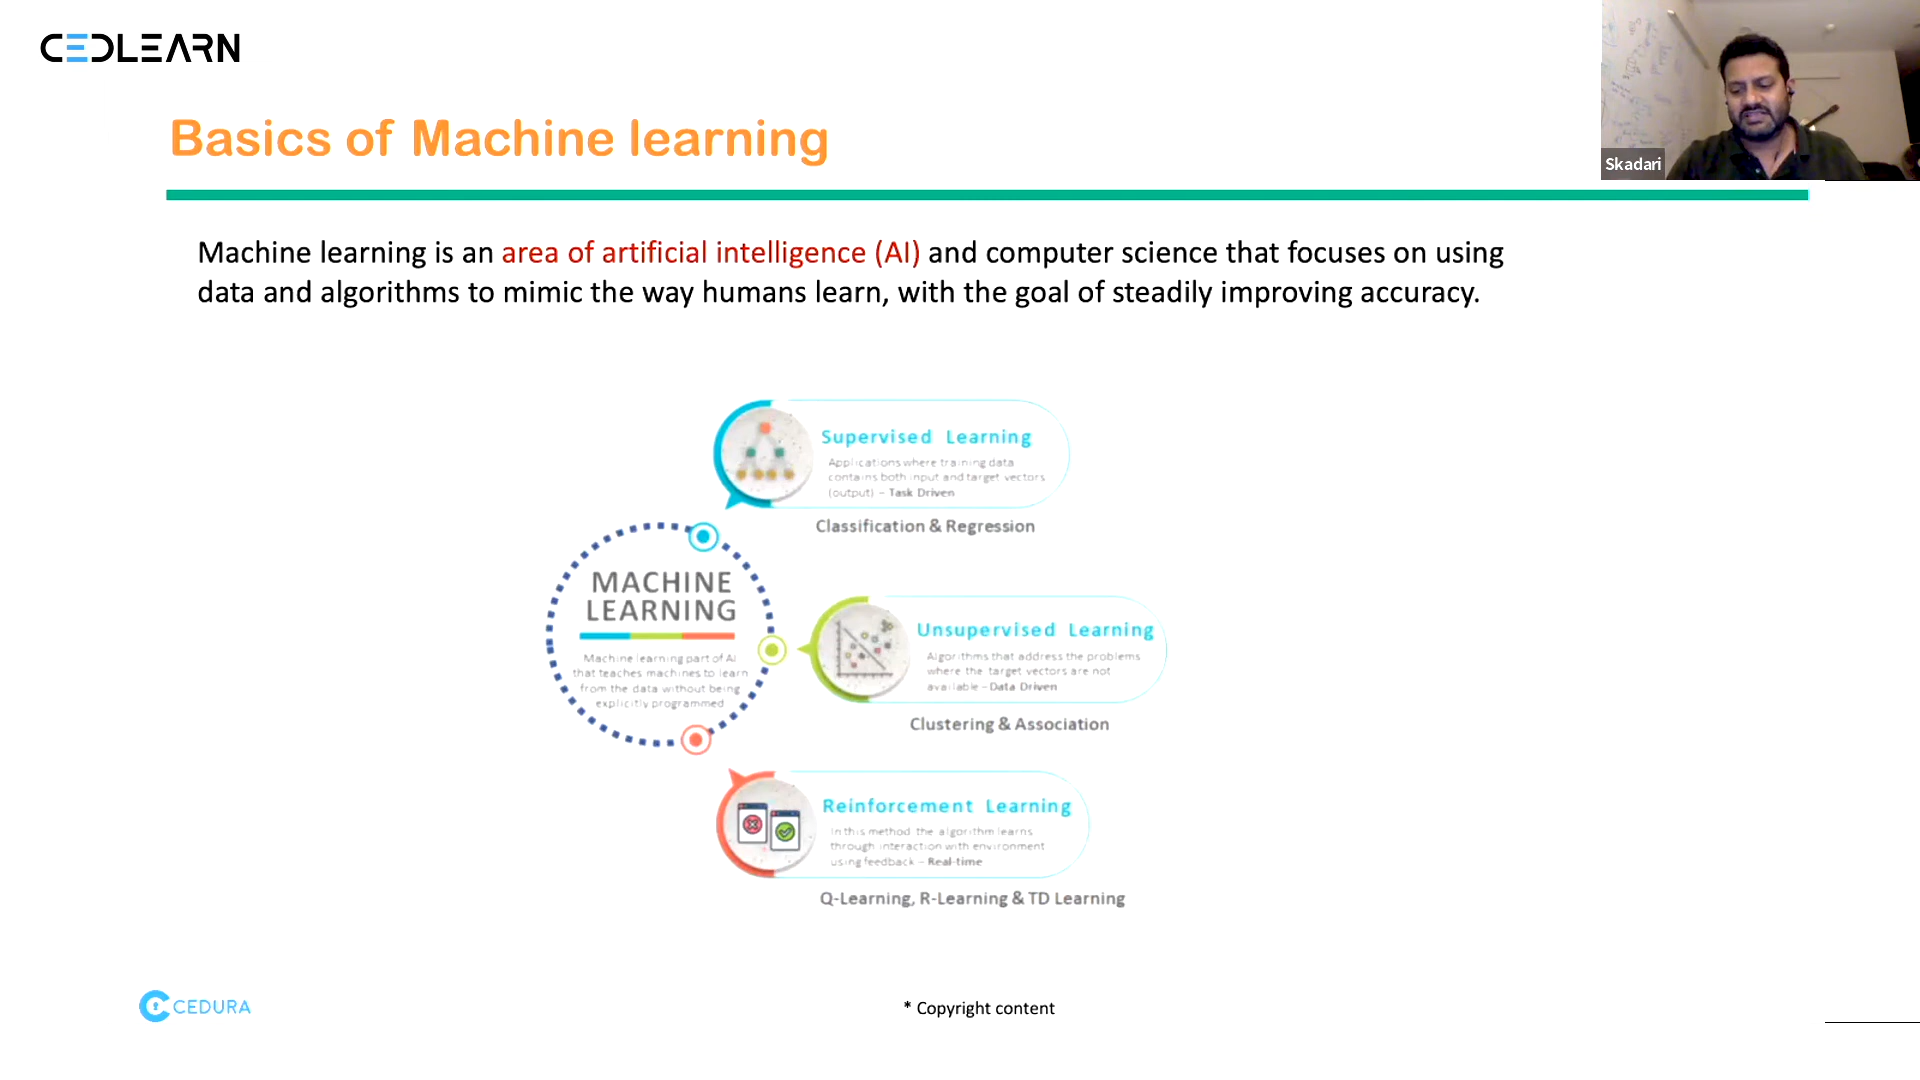 CEDLEARN
Skadari
Basics of Machine learning
Machine learning is an area of artificial intelligence (AI) and computer science that focuses on using
data and algorithms to mimic the way humans learn, with the goal of steadily improving accuracy.
Supervised Learning
Applications where training data
contains both input and target vectors
(output) – Task Driven
Classification & Regression
MACHINE
LEARNING
Machine learning part of AI
that teaches machines to learn
from the data without being
explicitly programmed
Unsupervised Learning
Algorithms that address the problems
where the target vectors are not
available – Data Driven
Clustering & Association
Reinforcement Learning
In this method the algorithm learns
through interaction with environment
using feedback – Real-time
Q-Learning, R-Learning & TD Learning
CEDURA
* Copyright content